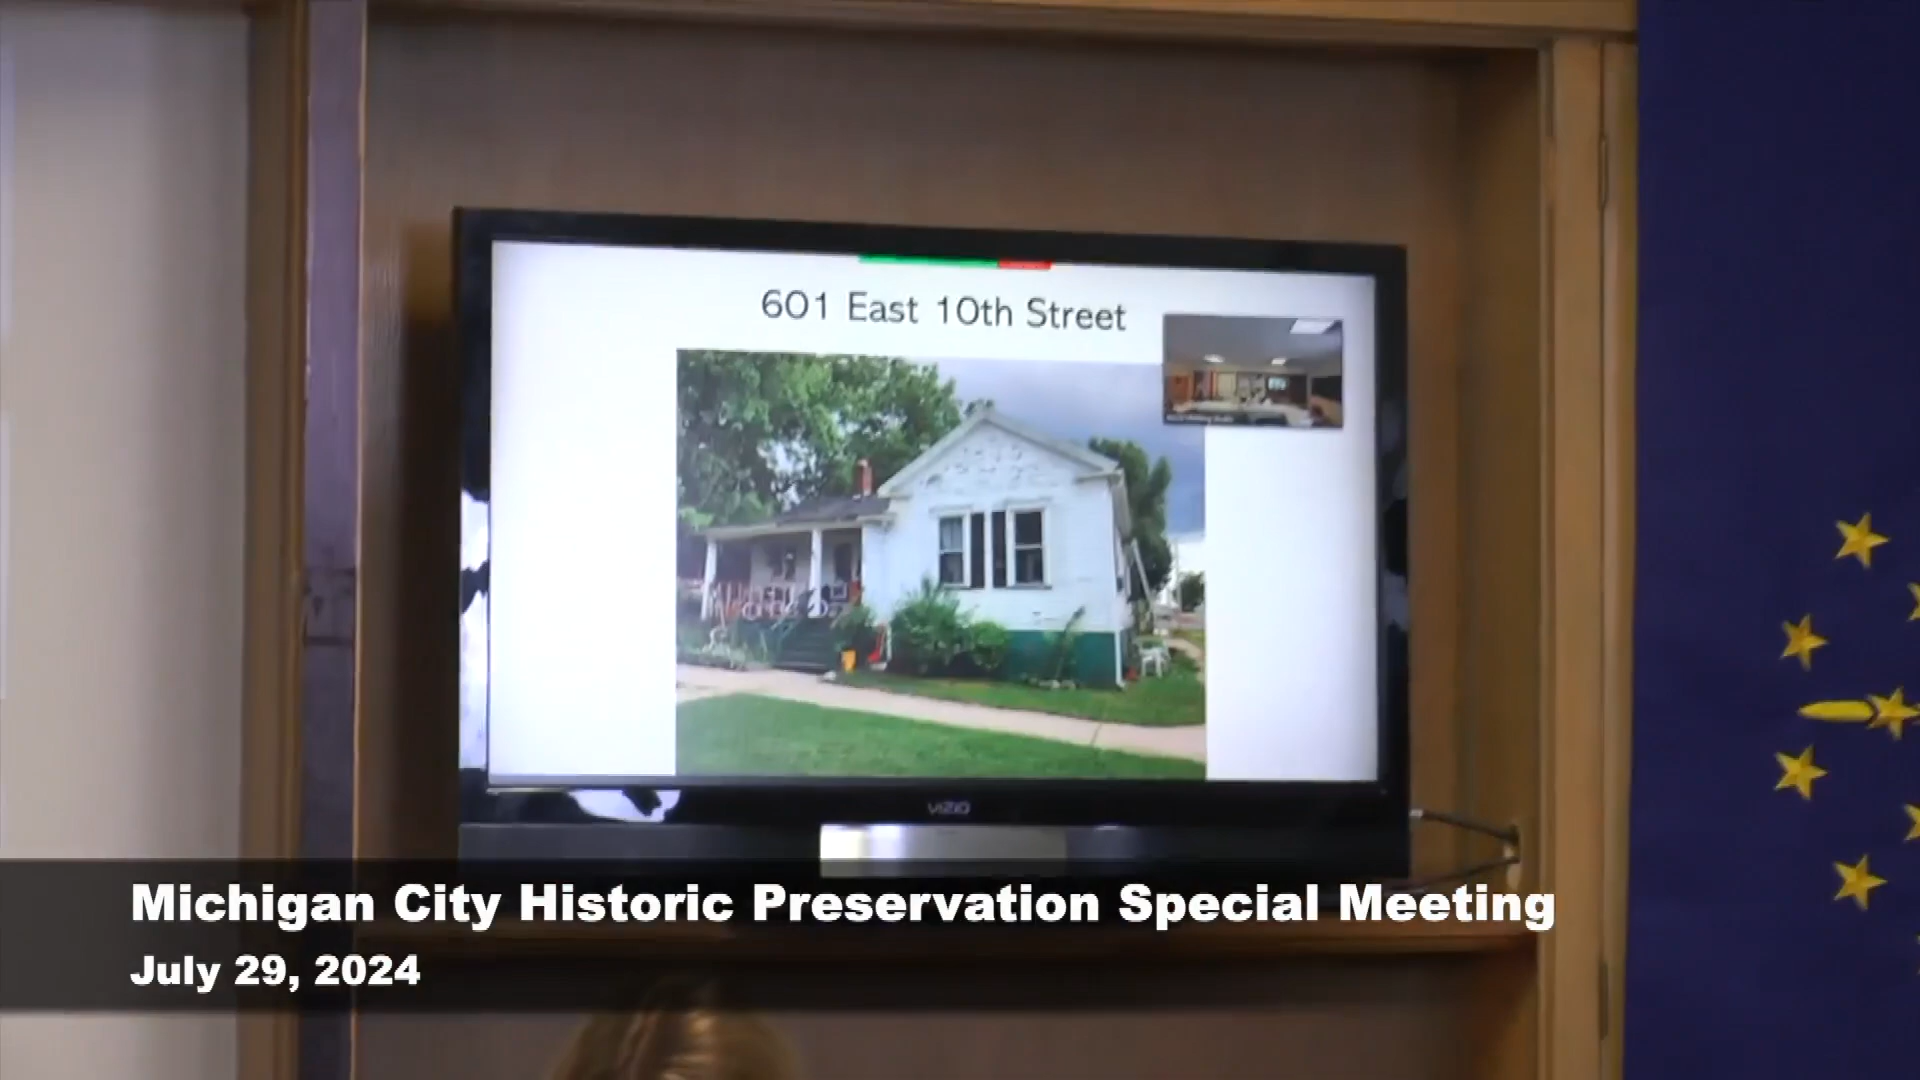 601 East 10th Street
VIZIO
Michigan City Historic Preservation Special Meeting
July 29, 2024